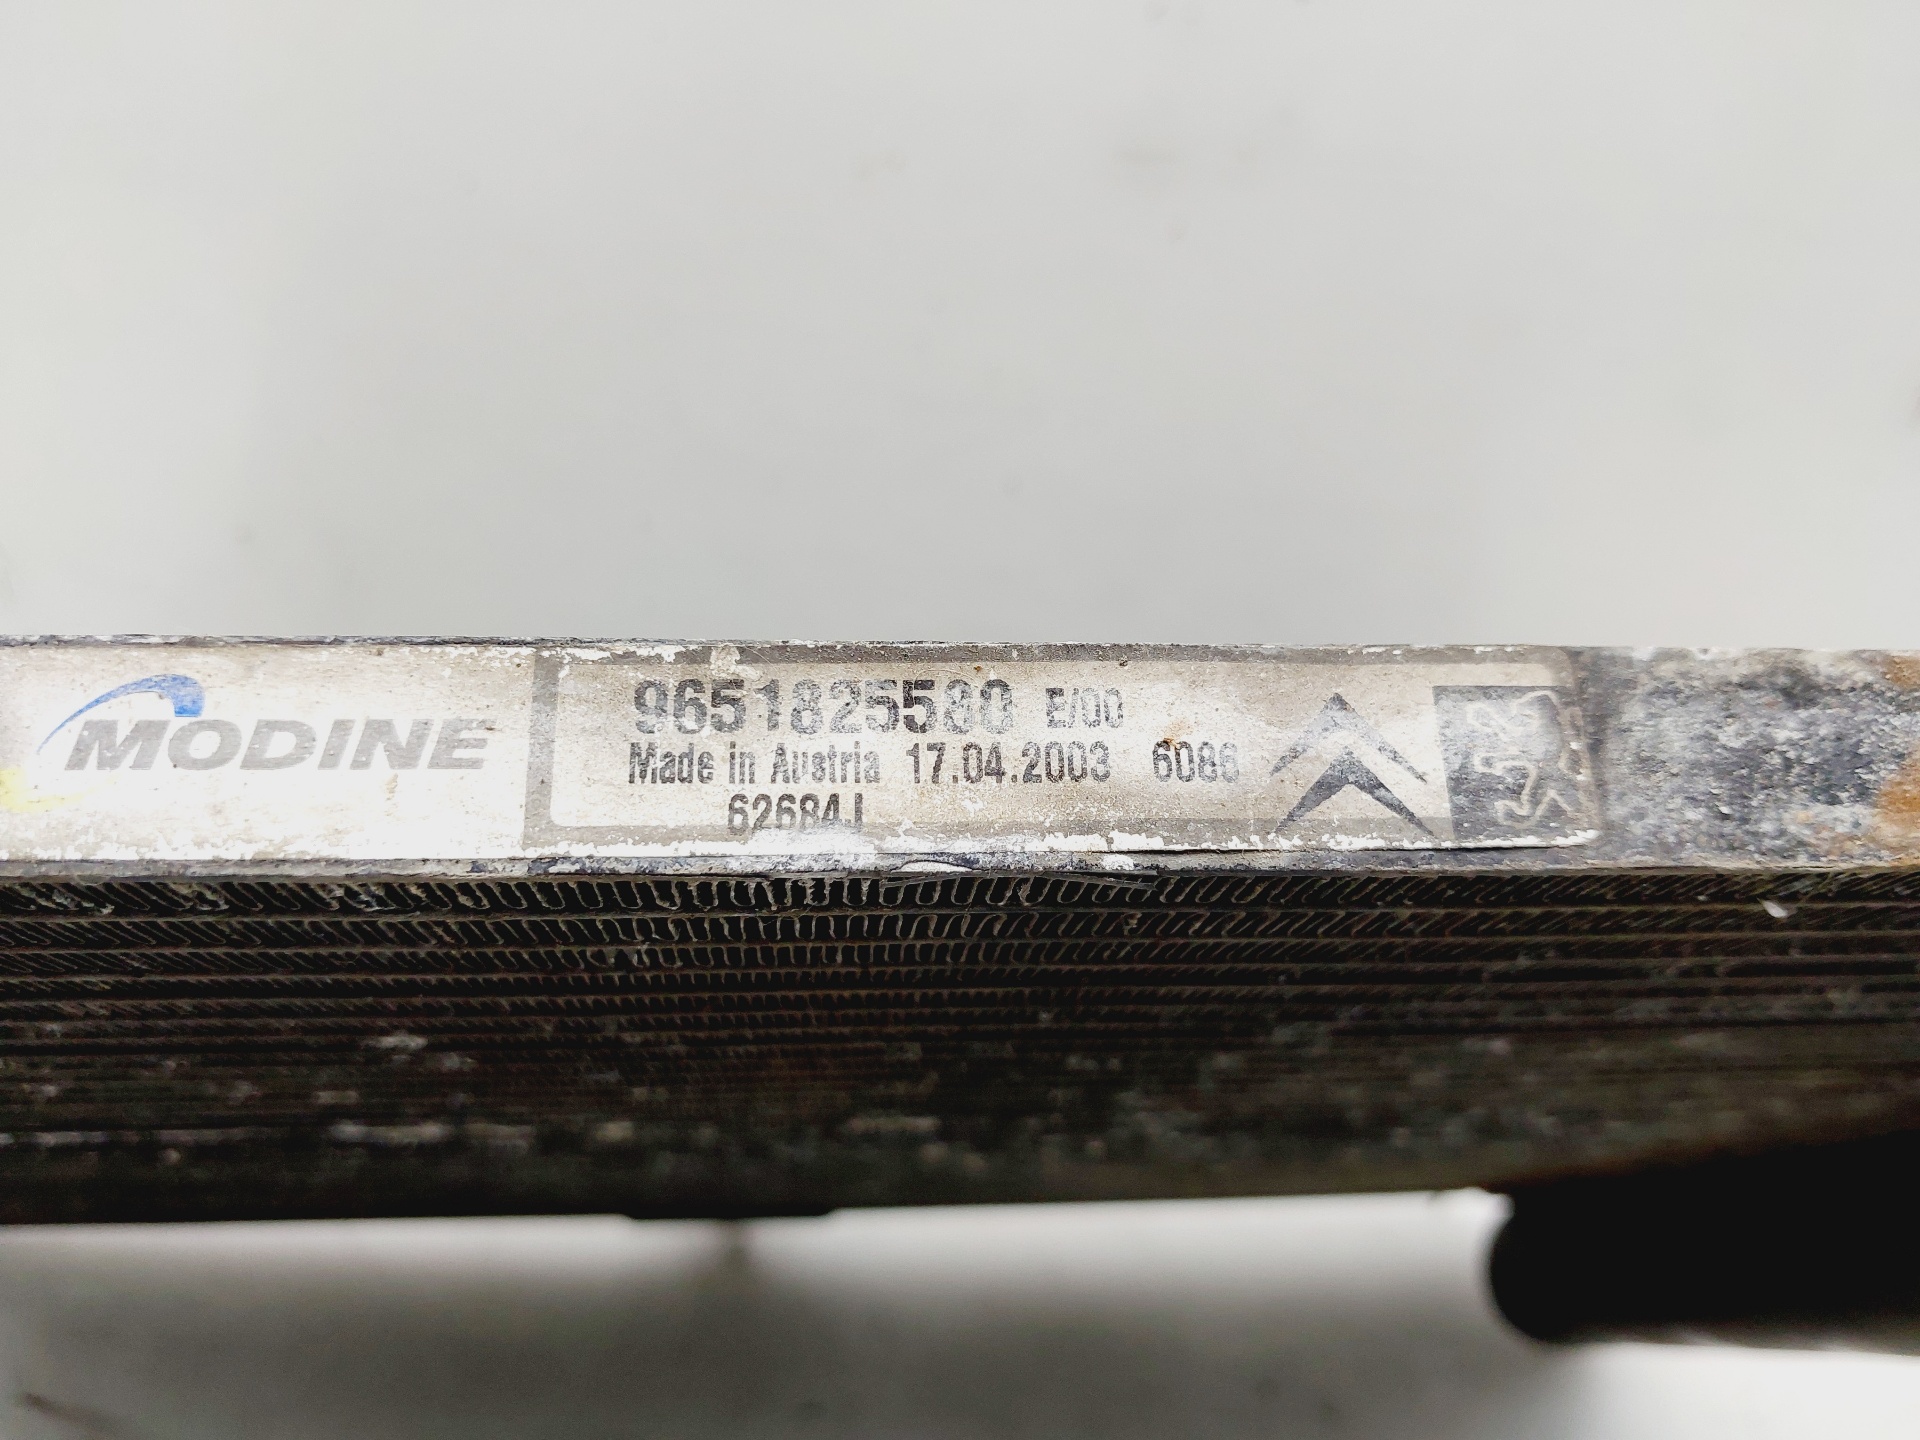 MODINE
9651825580 E/00
Made in Austria 17.04.2003 6086
62684J